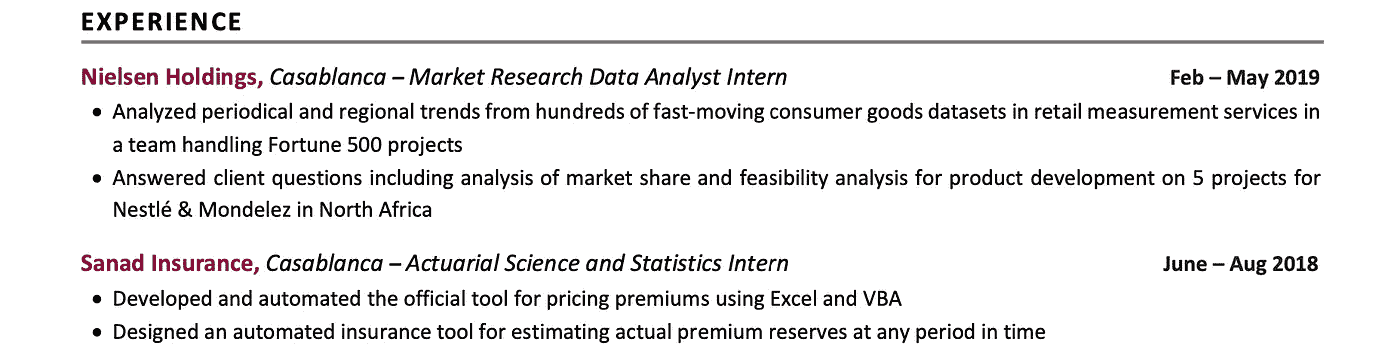 EXPERIENCE
Nielsen Holdings, Casablanca – Market Research Data Analyst Intern Feb – May 2019
• Analyzed periodical and regional trends from hundreds of fast-moving consumer goods datasets in retail measurement services in
a team handling Fortune 500 projects
• Answered client questions including analysis of market share and feasibility analysis for product development on 5 projects for
Nestlé & Mondelez in North Africa
Sanad Insurance, Casablanca – Actuarial Science and Statistics Intern June – Aug 2018
• Developed and automated the official tool for pricing premiums using Excel and VBA
• Designed an automated insurance tool for estimating actual premium reserves at any period in time